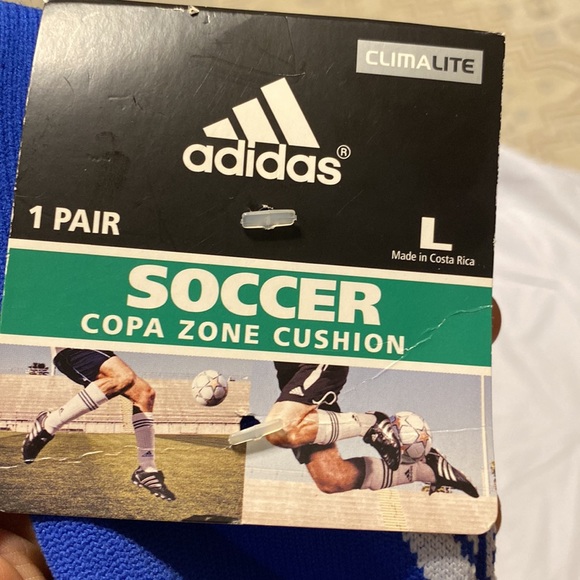 CLIMALITE
adidas®
1 PAIR
L
Made in Costa Rica
SOCCER
COPA ZONE CUSHION